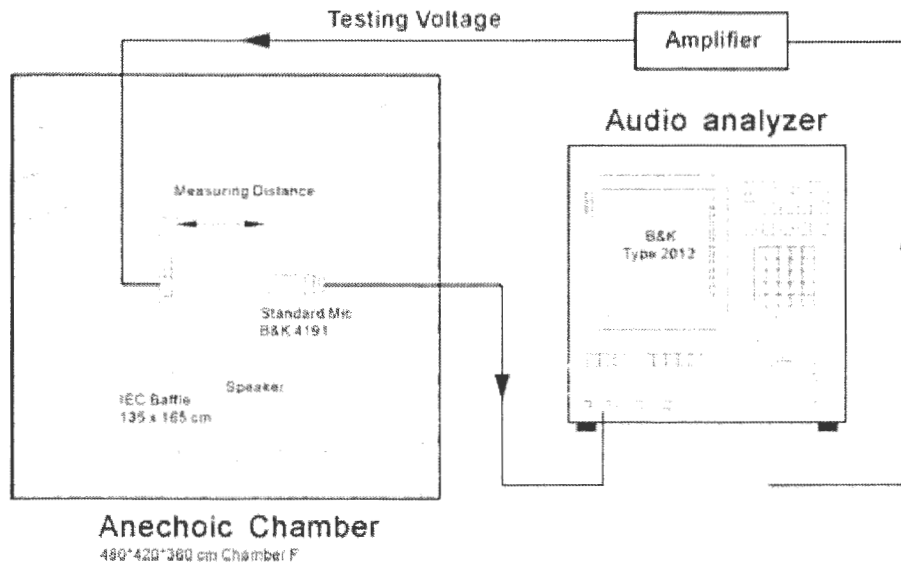 Testing Voltage
Amplifier
Audio analyzer
Measuring Distance
B&K
Type 2012
Standard Mic
B&K 4191
Speaker
IEC Baffle
135 x 165 cm
Anechoic Chamber
480*420*360 cm Chamber F